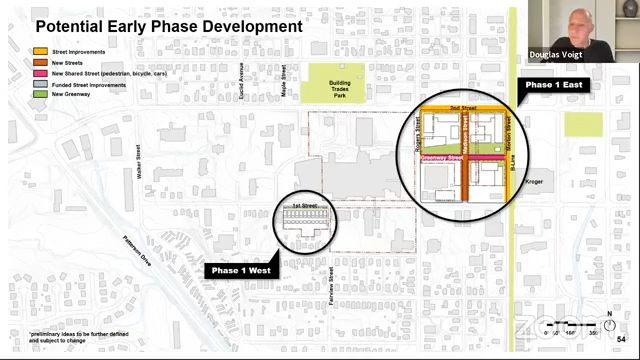 Potential Early Phase Development
Douglas Voigt
Street Improvements
New Streets
New Shared Street (pedestrian, bicycle, cars)
Funded Street Improvements
New Greenway
Euclid Avenue
Maple Street
Building
Trades
Park
Phase 1 East
2nd Street
Rogers Street
Madison Street
Morton Street
Greenway Street
B-Line
Kroger
Walker Street
1st Street
Patterson Drive
Phase 1 West
Fairview Street
N
zoom
*preliminary ideas to be further defined
and subject to change
54